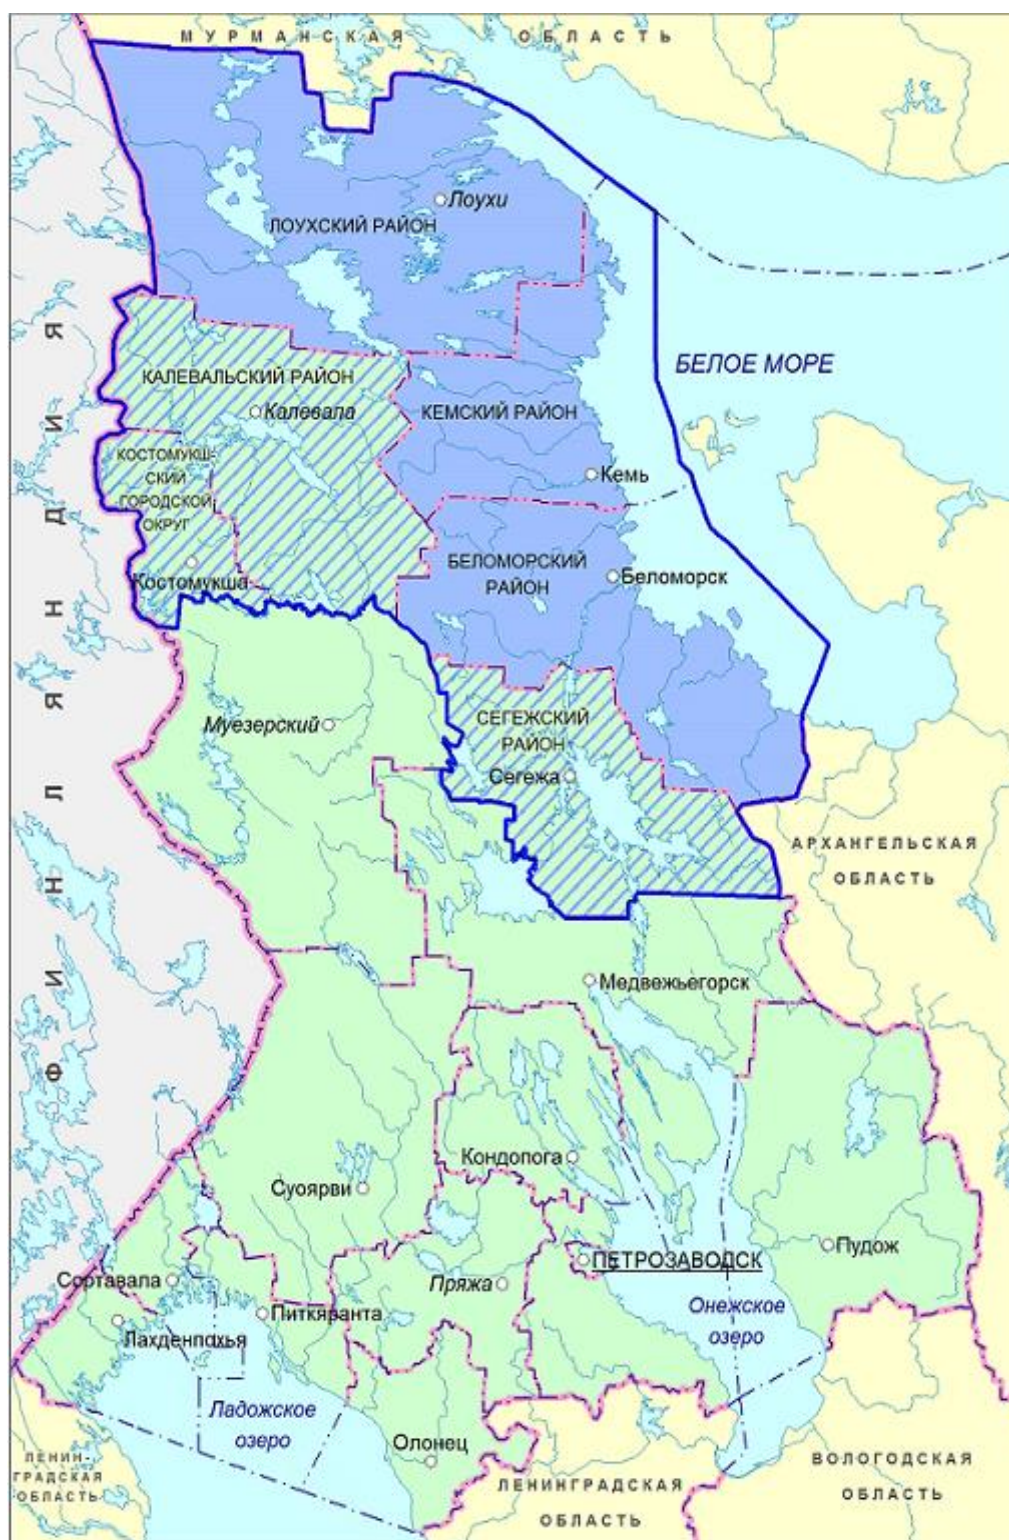 МУРМАНСКАЯ ОБЛАСТЬ
Лоухи
ЛОУХСКИЙ РАЙОН
БЕЛОЕ МОРЕ
КАЛЕВАЛЬСКИЙ РАЙОН
Калевала
КЕМСКИЙ РАЙОН
КОСТОМУКШ-
СКИЙ
ГОРОДСКОЙ
ОКРУГ
Кемь
Костомукша
БЕЛОМОРСКИЙ
РАЙОН
Беломорск
ФИНЛЯНДИЯ
Муезерский
СЕГЕЖСКИЙ
РАЙОН
Сегежа
АРХАНГЕЛЬСКАЯ
ОБЛАСТЬ
Медвежьегорск
Кондопога
Суоярви
Пудож
ПЕТРОЗАВОДСК
Сортавала
Пряжа
Питкяранта
Лахденпохья
Онежское
озеро
Ладожское
озеро
Олонец
ЛЕНИН-
ГРАДСКАЯ
ОБЛАСТЬ
ЛЕНИНГРАДСКАЯ
ОБЛАСТЬ
ВОЛОГОДСКАЯ
ОБЛАСТЬ